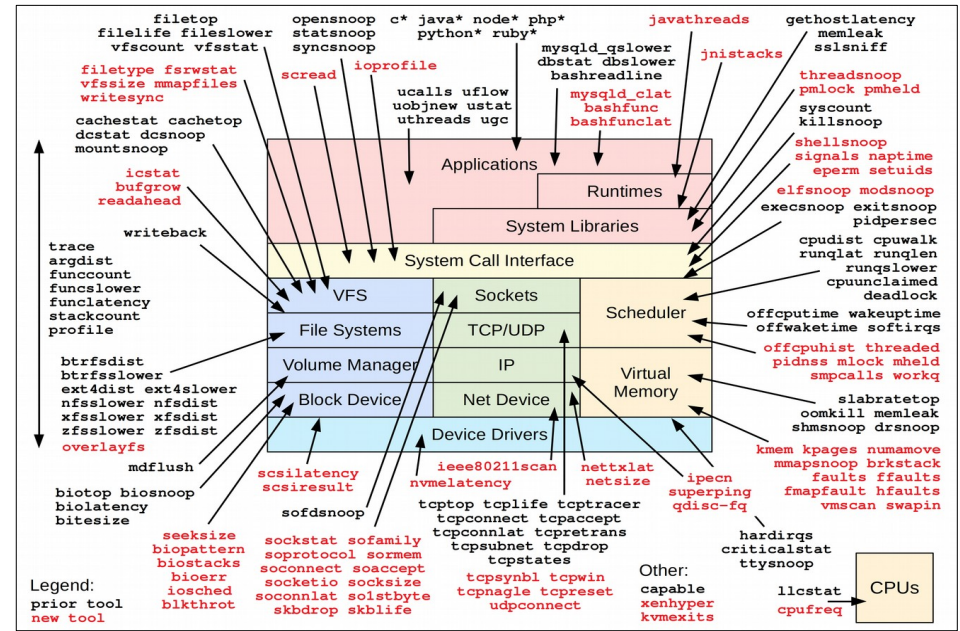 filetop
filelife fileslower
vfscount vfsstat
opensnoop
statsnoop
syncsnoop
c* java* node* php*
python* ruby*
javathreads
gethostlatency
memleak
sslsniff
filetype fsrwstat
vfssize mmapfiles
writesync
scread
ioprofile
mysqld_qslower
dbstat dbslower
bashreadline
jnistacks
threadsnoop
pmlock pmheld
ucalls uflow
uobjnew ustat
uthreads ugc
mysqld_clat
bashfunc
bashfunclat
syscount
killsnoop
cachestat cachetop
dcstat dcsnoop
mountsnoop
shellsnoop
signals naptime
eperm setuids
icstat
bufgrow
readahead
elfsnoop modsnoop
execsnoop exitsnoop
pidpersec
writeback
trace
argdist
funccount
funcslower
funclatency
stackcount
profile
cpudist cpuwalk
runqlat runqlen
runqslower
cpuunclaimed
deadlock
offcputime wakeuptime
offwaketime softirqs
offcpuhist threaded
pidnss mlock mheld
smpcalls workq
Applications
Runtimes
System Libraries
System Call Interface
VFS
Sockets
Scheduler
File Systems
TCP/UDP
Volume Manager
IP
Virtual
Memory
Block Device
Net Device
Device Drivers
btrfsdist
btrfsslower
ext4dist ext4slower
nfsslower nfsdist
xfsslower xfsdist
zfsslower zfsdist
overlayfs
slabratetop
oomkill memleak
shmsnoop drsnoop
mdflush
kmem kpages numamove
mmapsnoop brkstack
faults ffaults
fmapfault hfaults
vmscan swapin
biotop biosnoop
biolatency
bitesize
scsilatency
scsiresult
ieee80211scan
nvmelatency
nettxlat
netsize
ipecn
superping
qdisc-fq
sofdsnoop
tcptop tcplife tcptracer
tcpconnect tcpaccept
tcpconnlat tcpretrans
tcpsubnet tcpdrop
tcpstates
hardirqs
criticalstat
ttysnoop
seeksize
biopattern
biostacks
bioerr
iosched
blkthrot
sockstat sofamily
soprotocol sormem
soconnect soaccept
socketio socksize
soconnlat so1stbyte
skbdrop skblife
tcpsynbl tcpwin
tcpnagle tcpreset
udpconnect
Legend:
prior tool
new tool
Other:
capable
xenhyper
kvmexits
llcstat
cpufreq
CPUs